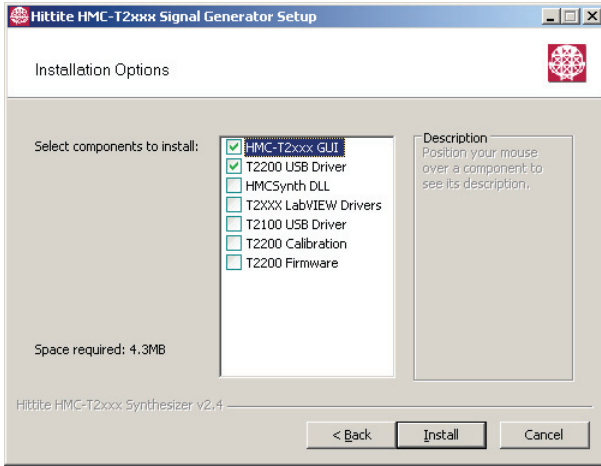 Hittite HMC-T2xxx Signal Generator Setup
Installation Options
Select components to install:
HMC-T2xxx GUI
T2200 USB Driver
HMCSynth DLL
T2XXX LabVIEW Drivers
T2100 USB Driver
T2200 Calibration
T2200 Firmware
Description
Position your mouse
over a component to
see its description.
Space required: 4.3MB
Hittite HMC-T2xxx Synthesizer v2.4
< Back
Install
Cancel